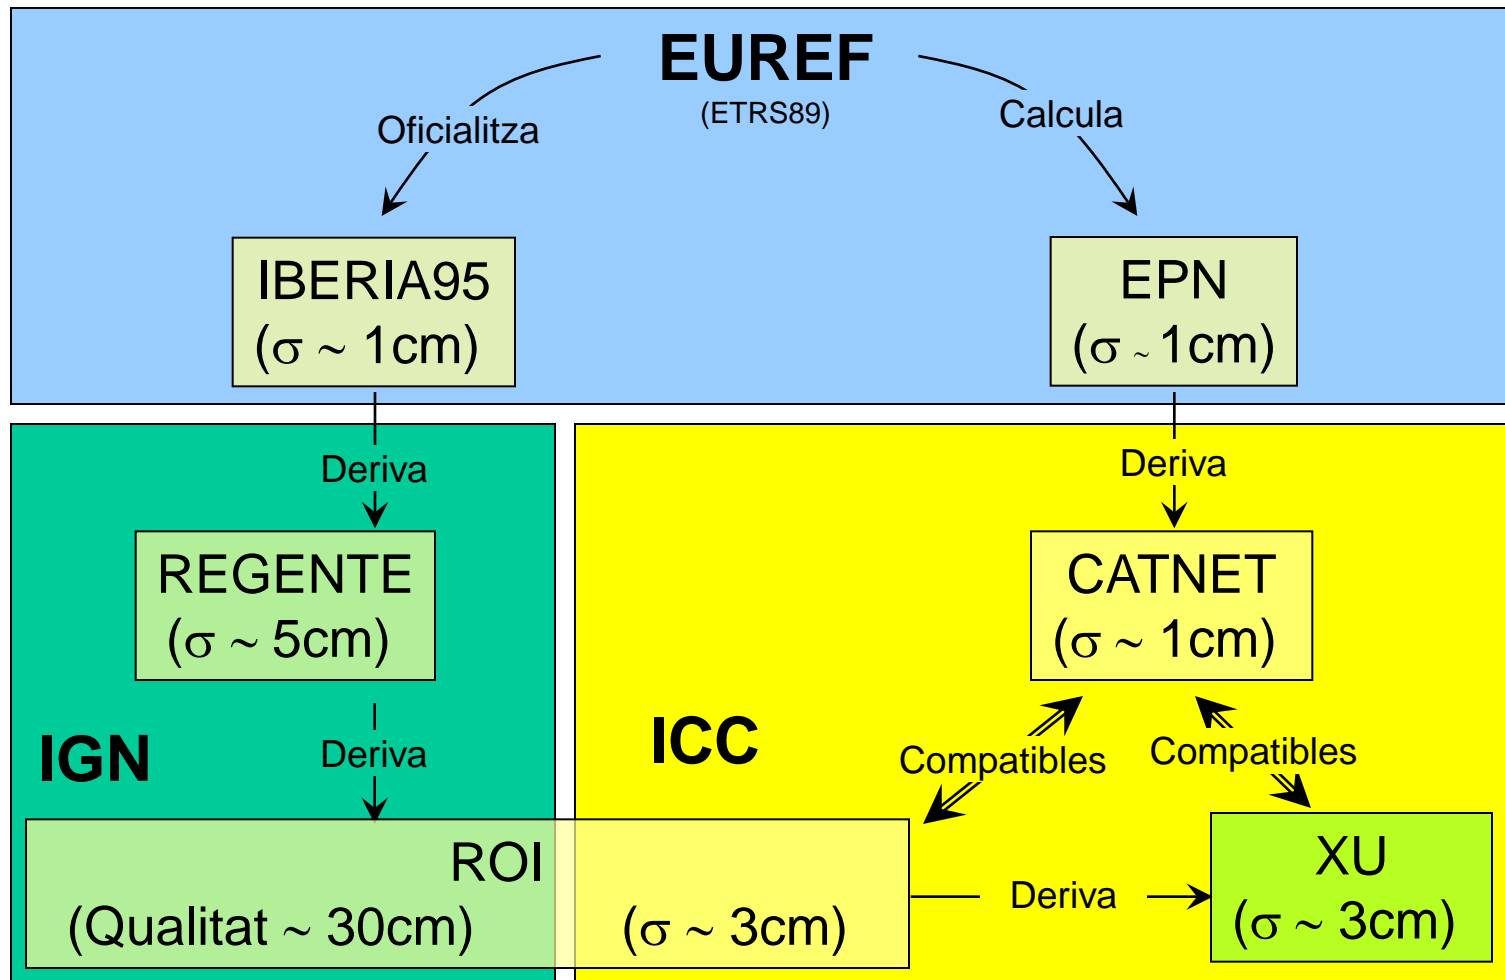 EUREF
(ETRS89)
Oficialitza
Calcula
IBERIA95
(σ ~ 1cm)
EPN
(σ ~ 1cm)
Deriva
Deriva
REGENTE
(σ ~ 5cm)
CATNET
(σ ~ 1cm)
IGN
Deriva
ICC
Compatibles
Compatibles
ROI
(Qualitat ~ 30cm)
(σ ~ 3cm)
Deriva
XU
(σ ~ 3cm)